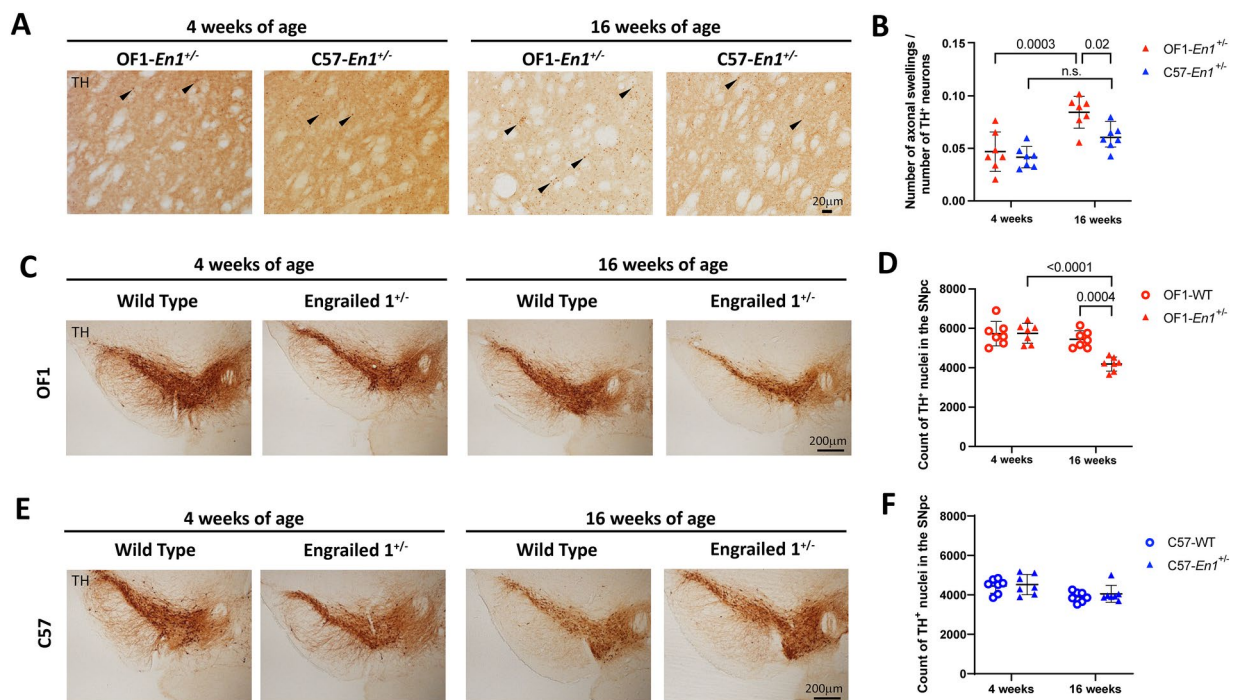 A
4 weeks of age
16 weeks of age
OF1-En1+/-
C57-En1+/-
OF1-En1+/-
C57-En1+/-
TH
20μm
B
Number of axonal swellings /
number of TH+ neurons
0.15
0.10
0.05
0.00
0.0003
0.02
n.s.
4 weeks
16 weeks
OF1-En1+/-
C57-En1+/-
C
4 weeks of age
16 weeks of age
Wild Type
Engrailed 1+/-
Wild Type
Engrailed 1+/-
OF1
TH
200μm
D
Count of TH+ nuclei in the SNpc
8000
6000
4000
2000
0
<0.0001
0.0004
4 weeks
16 weeks
OF1-WT
OF1-En1+/-
E
4 weeks of age
16 weeks of age
Wild Type
Engrailed 1+/-
Wild Type
Engrailed 1+/-
C57
TH
200μm
F
Count of TH+ nuclei in the SNpc
8000
6000
4000
2000
0
4 weeks
16 weeks
C57-WT
C57-En1+/-